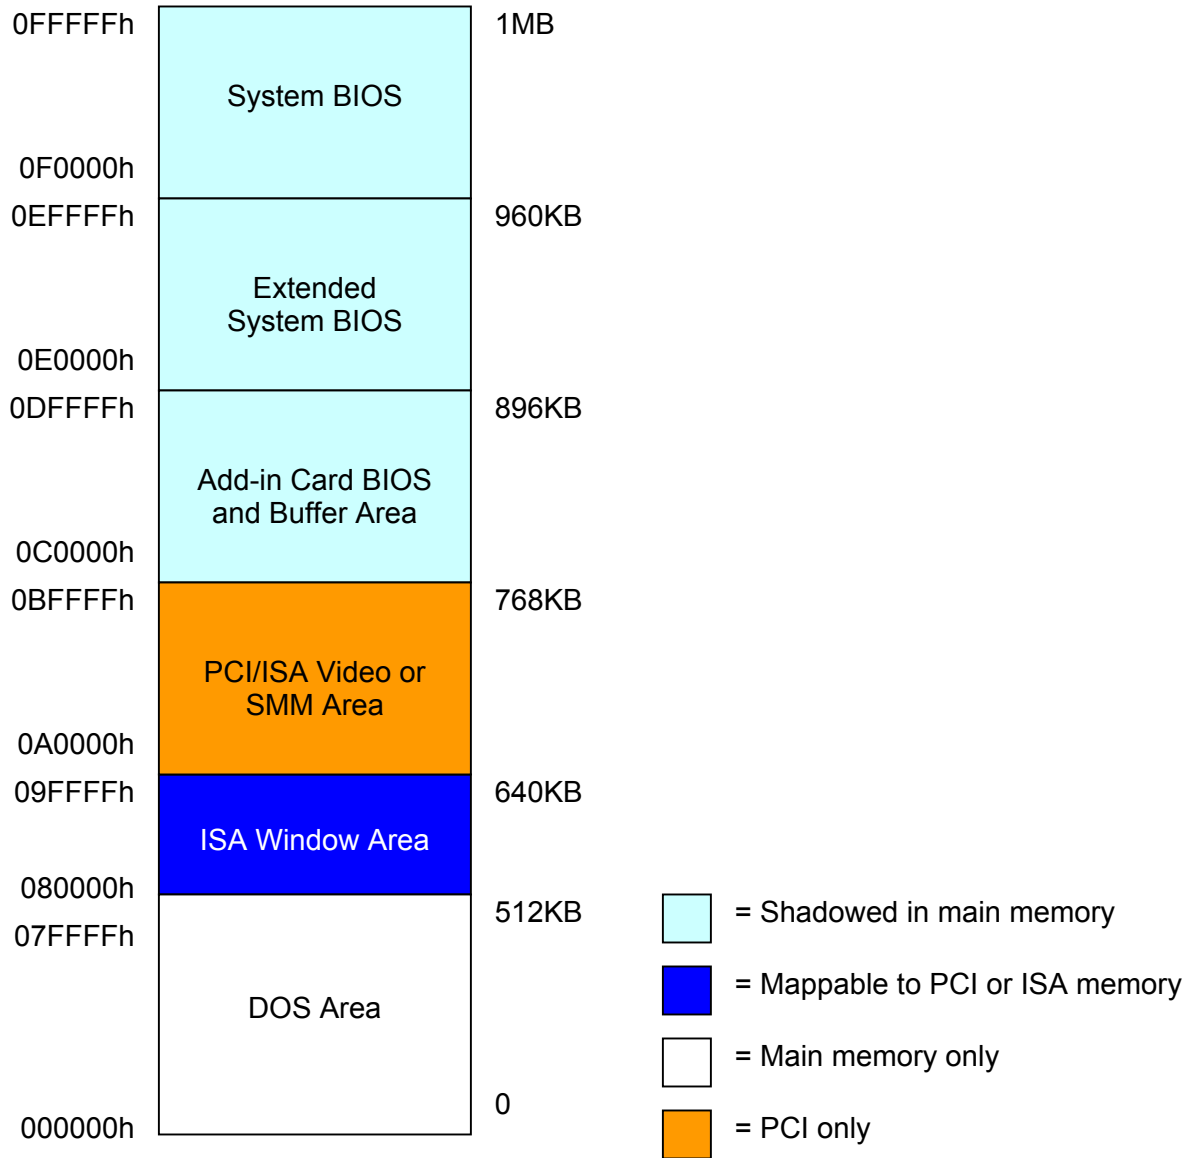 0FFFFFh
1MB
System BIOS
0F0000h
0EFFFFh
960KB
Extended
System BIOS
0E0000h
0DFFFFh
896KB
Add-in Card BIOS
and Buffer Area
0C0000h
0BFFFFh
768KB
PCI/ISA Video or
SMM Area
0A0000h
09FFFFh
640KB
ISA Window Area
080000h
512KB
07FFFFh
DOS Area
0
000000h
= Shadowed in main memory
= Mappable to PCI or ISA memory
= Main memory only
= PCI only